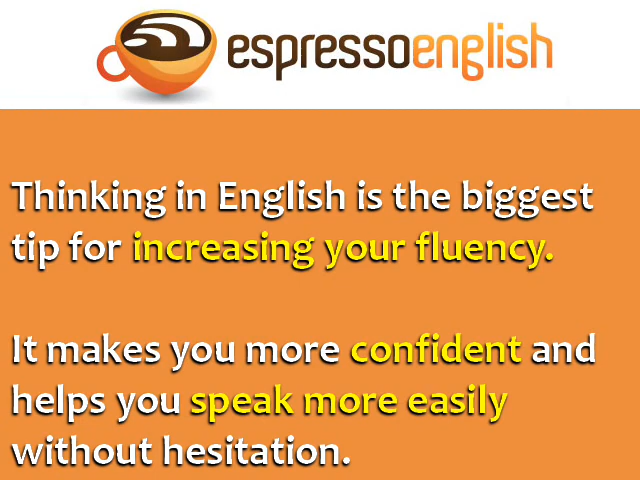 espressoenglish
Thinking in English is the biggest
tip for increasing your fluency.
It makes you more confident and
helps you speak more easily
without hesitation.